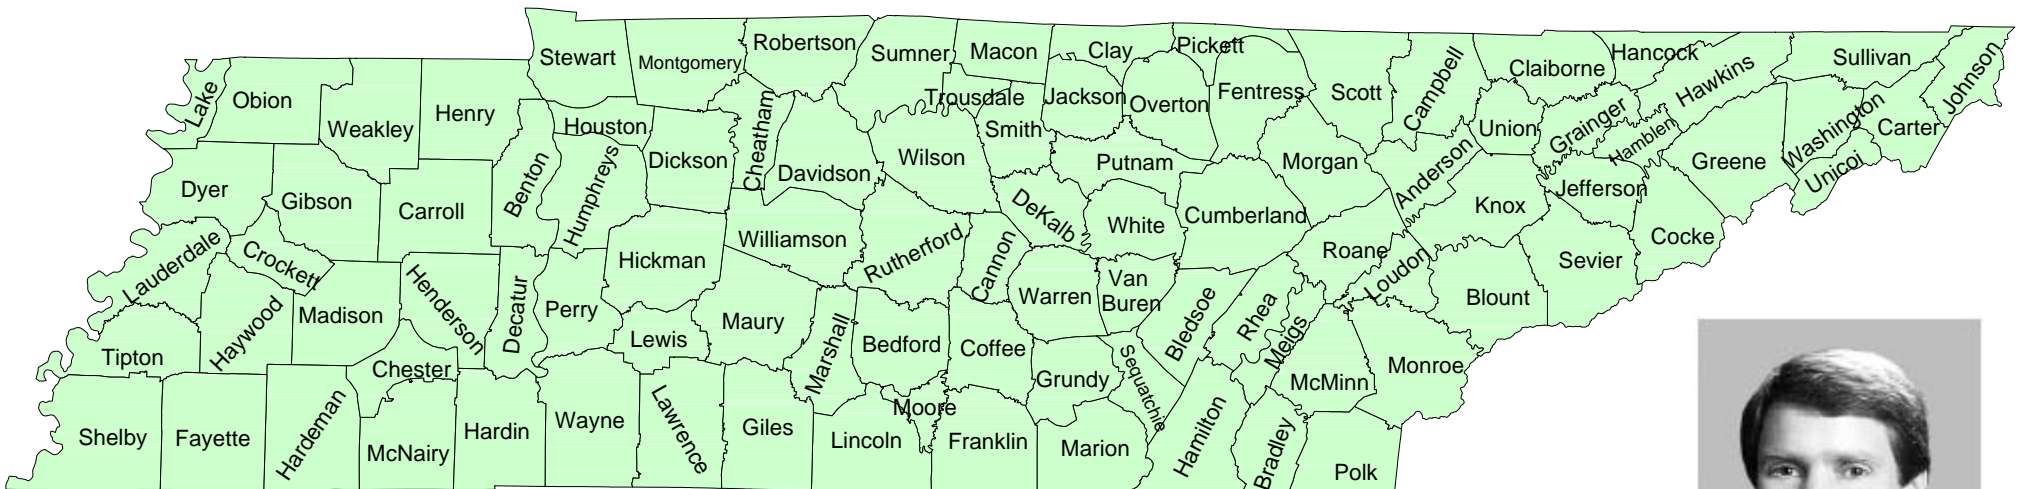 Stewart
Montgomery
Robertson
Sumner
Macon
Clay
Pickett
Scott
Campbell
Claiborne
Hancock
Hawkins
Sullivan
Johnson
Lake
Obion
Weakley
Henry
Houston
Dickson
Cheatham
Davidson
Wilson
Trousdale
Smith
Jackson
Overton
Fentress
Morgan
Anderson
Union
Grainger
Hamblen
Greene
Washington
Unicoi
Carter
Dyer
Gibson
Carroll
Benton
Humphreys
Hickman
Williamson
Rutherford
Cannon
DeKalb
Putnam
White
Cumberland
Roane
Loudon
Knox
Jefferson
Sevier
Cocke
Lauderdale
Crockett
Haywood
Madison
Henderson
Decatur
Perry
Lewis
Maury
Marshall
Bedford
Coffee
Warren
Van
Buren
Bledsoe
Rhea
Meigs
McMinn
Monroe
Blount
Tipton
Chester
Grundy
Sequatchie
Shelby
Fayette
Hardeman
McNairy
Hardin
Wayne
Lawrence
Giles
Lincoln
Moore
Franklin
Marion
Hamilton
Bradley
Polk